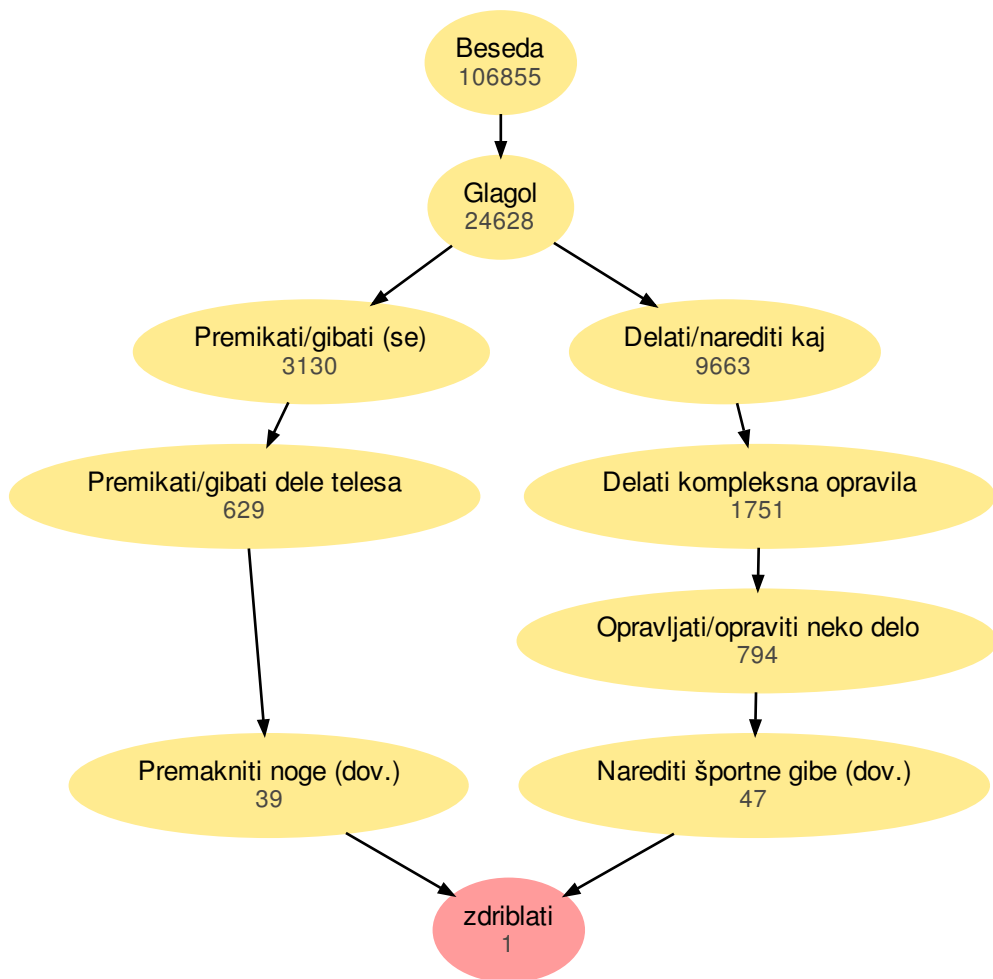 Beseda
106855
Glagol
24628
Premikati/gibati (se)
3130
Delati/narediti kaj
9663
Premikati/gibati dele telesa
629
Delati kompleksna opravila
1751
Opravljati/opraviti neko delo
794
Premakniti noge (dov.)
39
Narediti športne gibe (dov.)
47
zdriblati
1